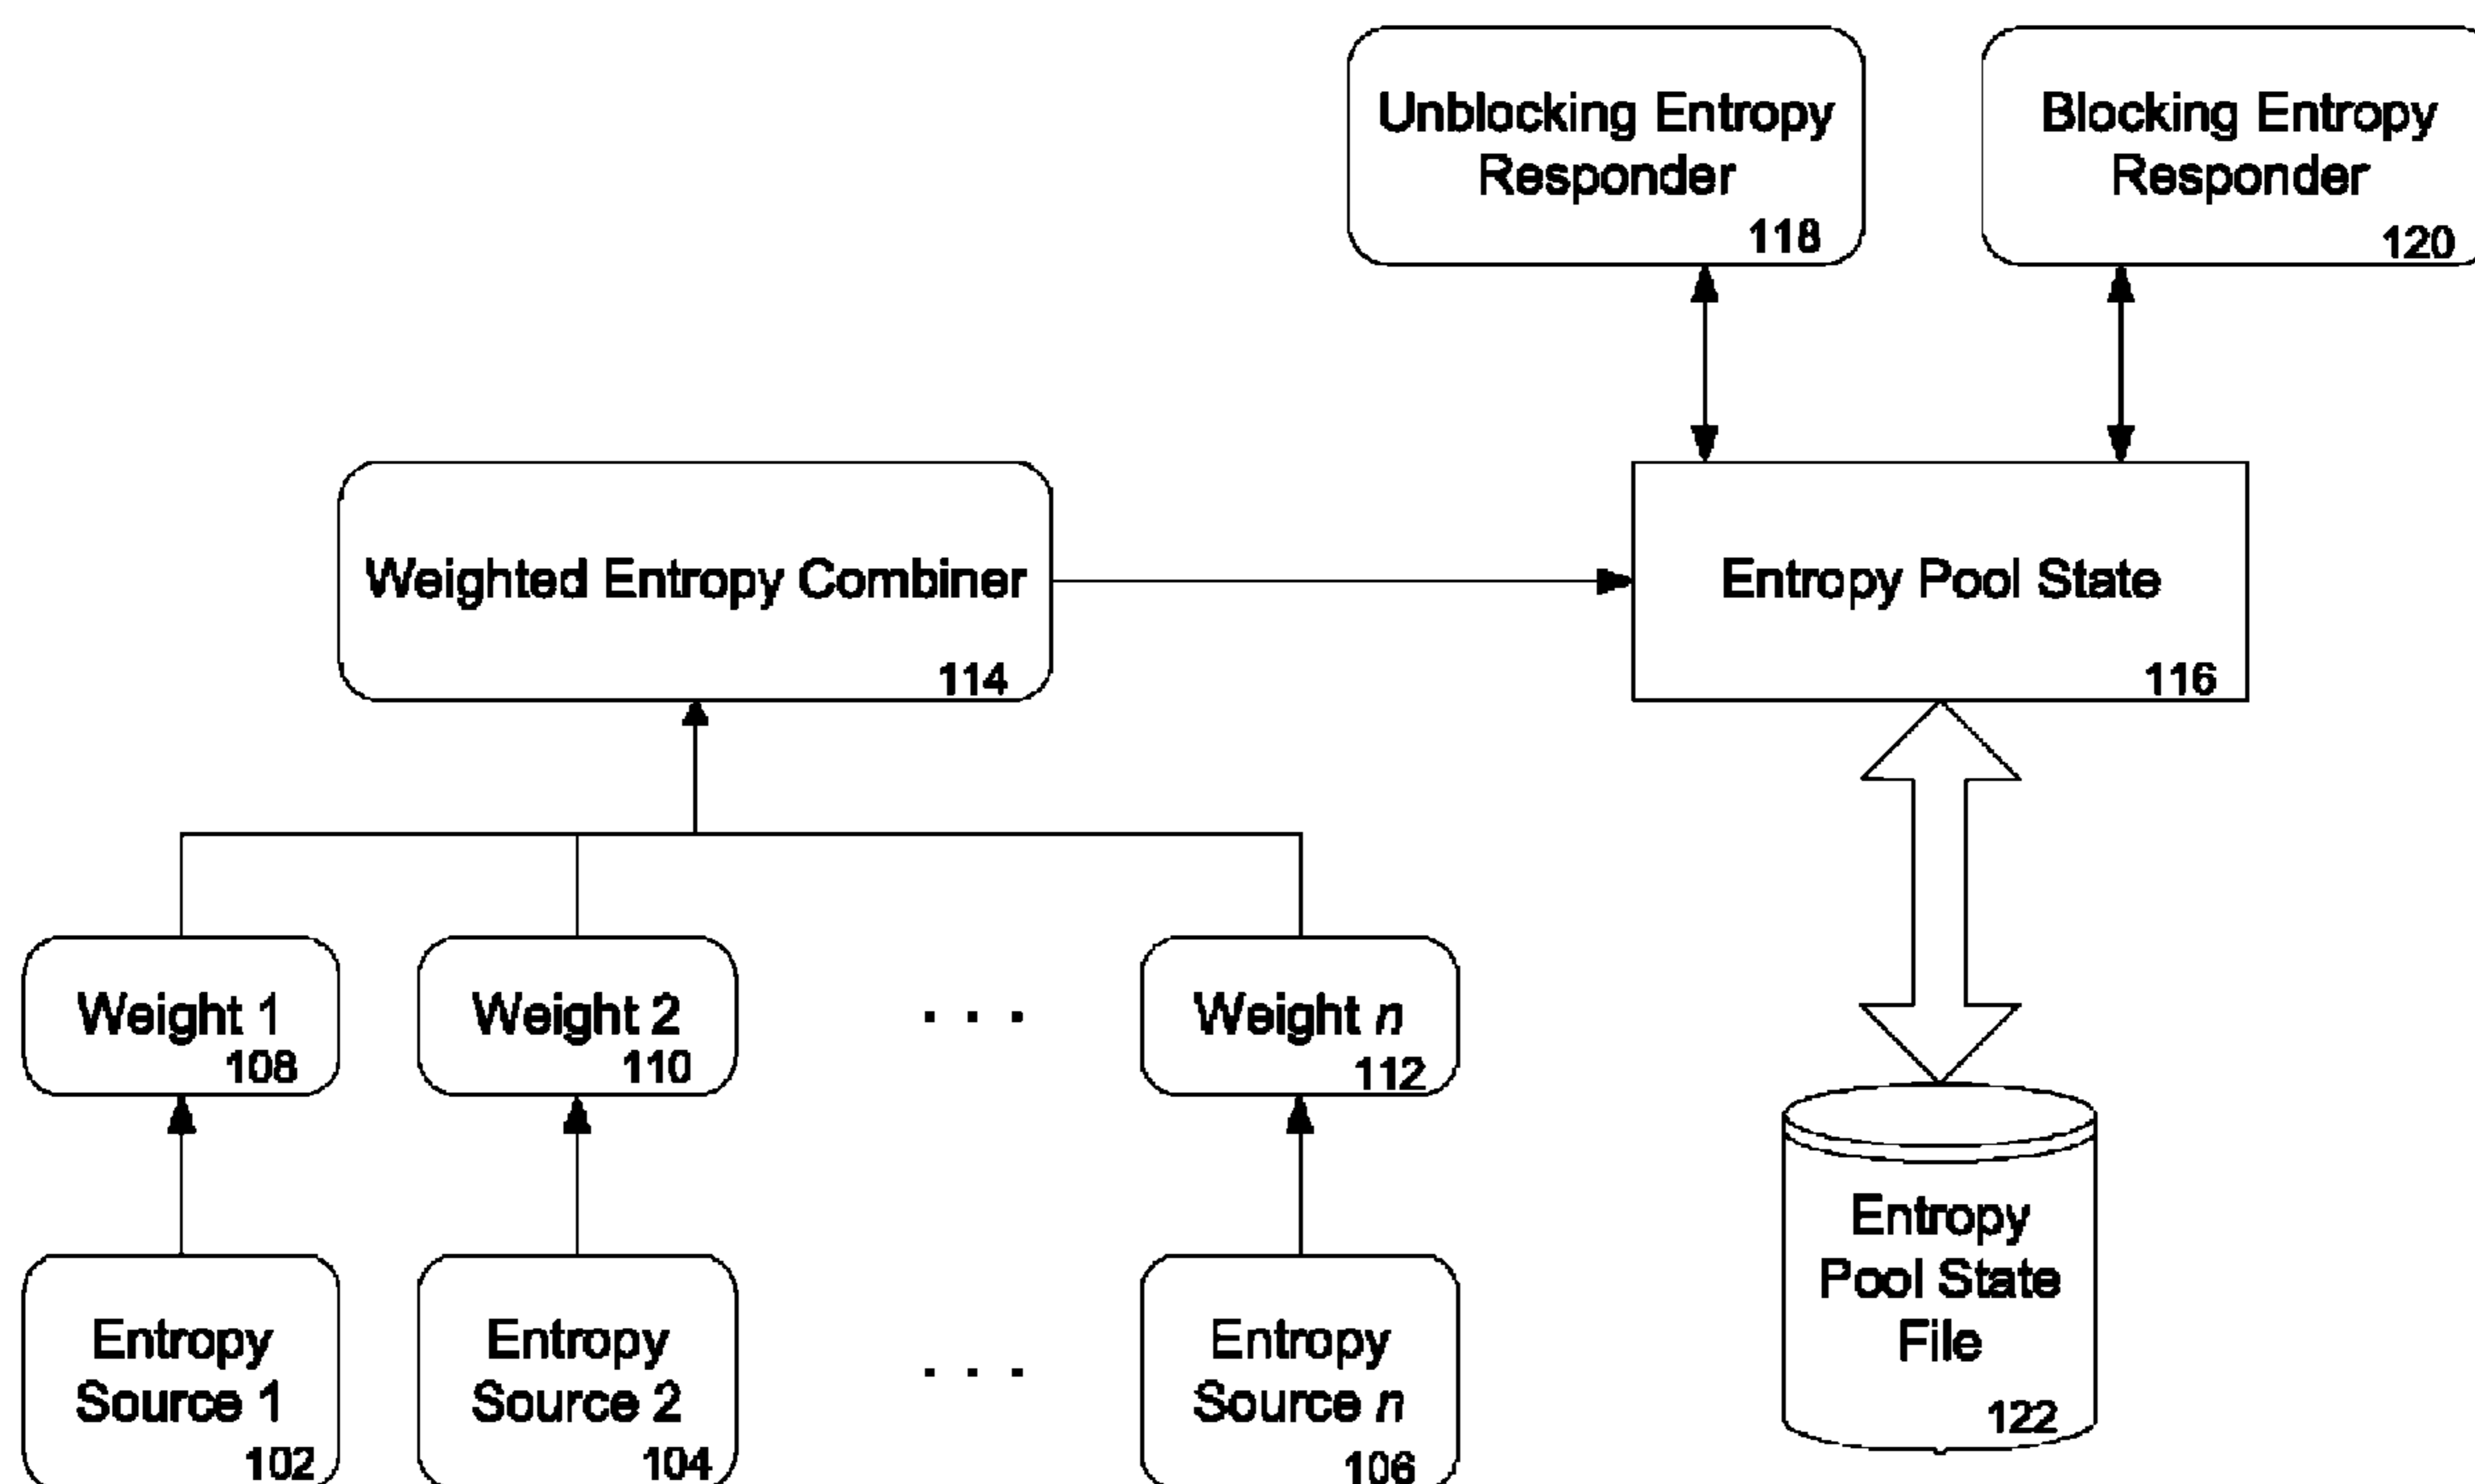 Unblocking Entropy
Responder
118
Blocking Entropy
Responder
120
Weighted Entropy Combiner
114
Entropy Pool State
116
Weight 1
108
Weight 2
110
. . .
Weight n
112
Entropy
Source 1
102
Entropy
Source 2
104
. . .
Entropy
Source n
106
Entropy
Pool State
File
122